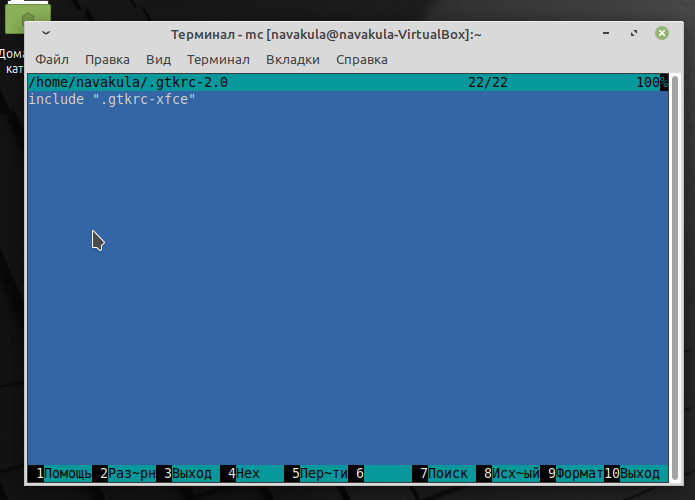 Терминал - mc [navakula@navakula-VirtualBox]:~
Файл Правка Вид Терминал Вкладки Справка
/home/navakula/.gtkrc-2.0 22/22 100%
include ".gtkrc-xfce"
1Помощь 2Раз~рн 3Выход 4Hex 5Пер~ти 6 7Поиск 8Исх~ый 9Формат 10Выход